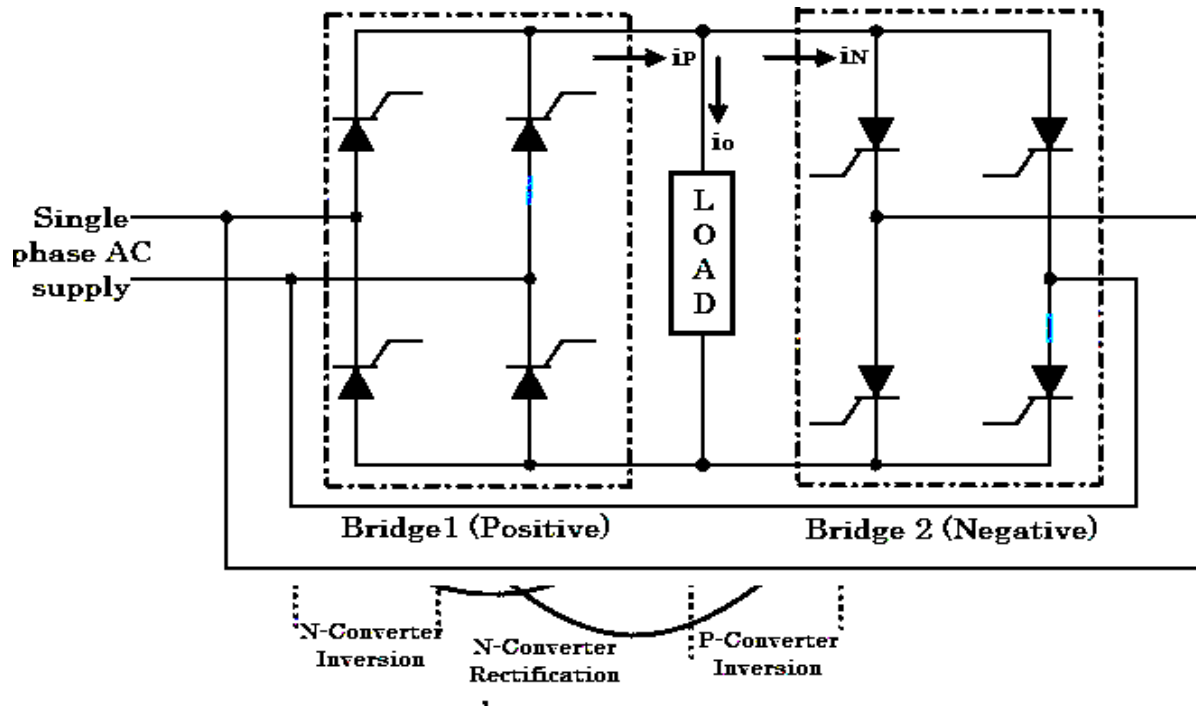 iP
iN
io
L
O
A
D
Single
phase AC
supply
Bridge1 (Positive)
Bridge 2 (Negative)
N-Converter
Inversion
N-Converter
Rectification
P-Converter
Inversion